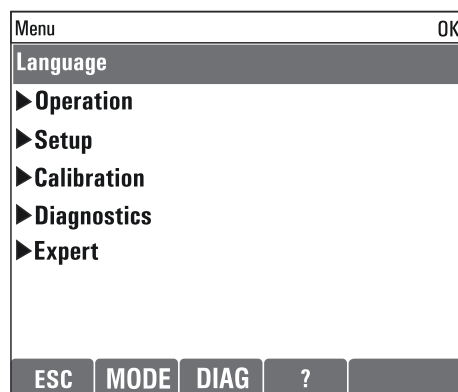 Menu OK
Language
▶Operation
▶Setup
▶Calibration
▶Diagnostics
▶Expert
ESC MODE DIAG ?